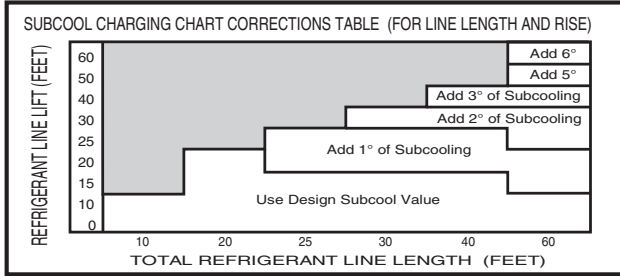 SUBCOOL CHARGING CHART CORRECTIONS TABLE (FOR LINE LENGTH AND RISE)
REFRIGERANT LINE LIFT (FEET)
60
50
40
30
25
20
15
10
0
Add 6°
Add 5°
Add 3° of Subcooling
Add 2° of Subcooling
Add 1° of Subcooling
Use Design Subcool Value
10 20 25 30 40 60
TOTAL REFRIGERANT LINE LENGTH (FEET)